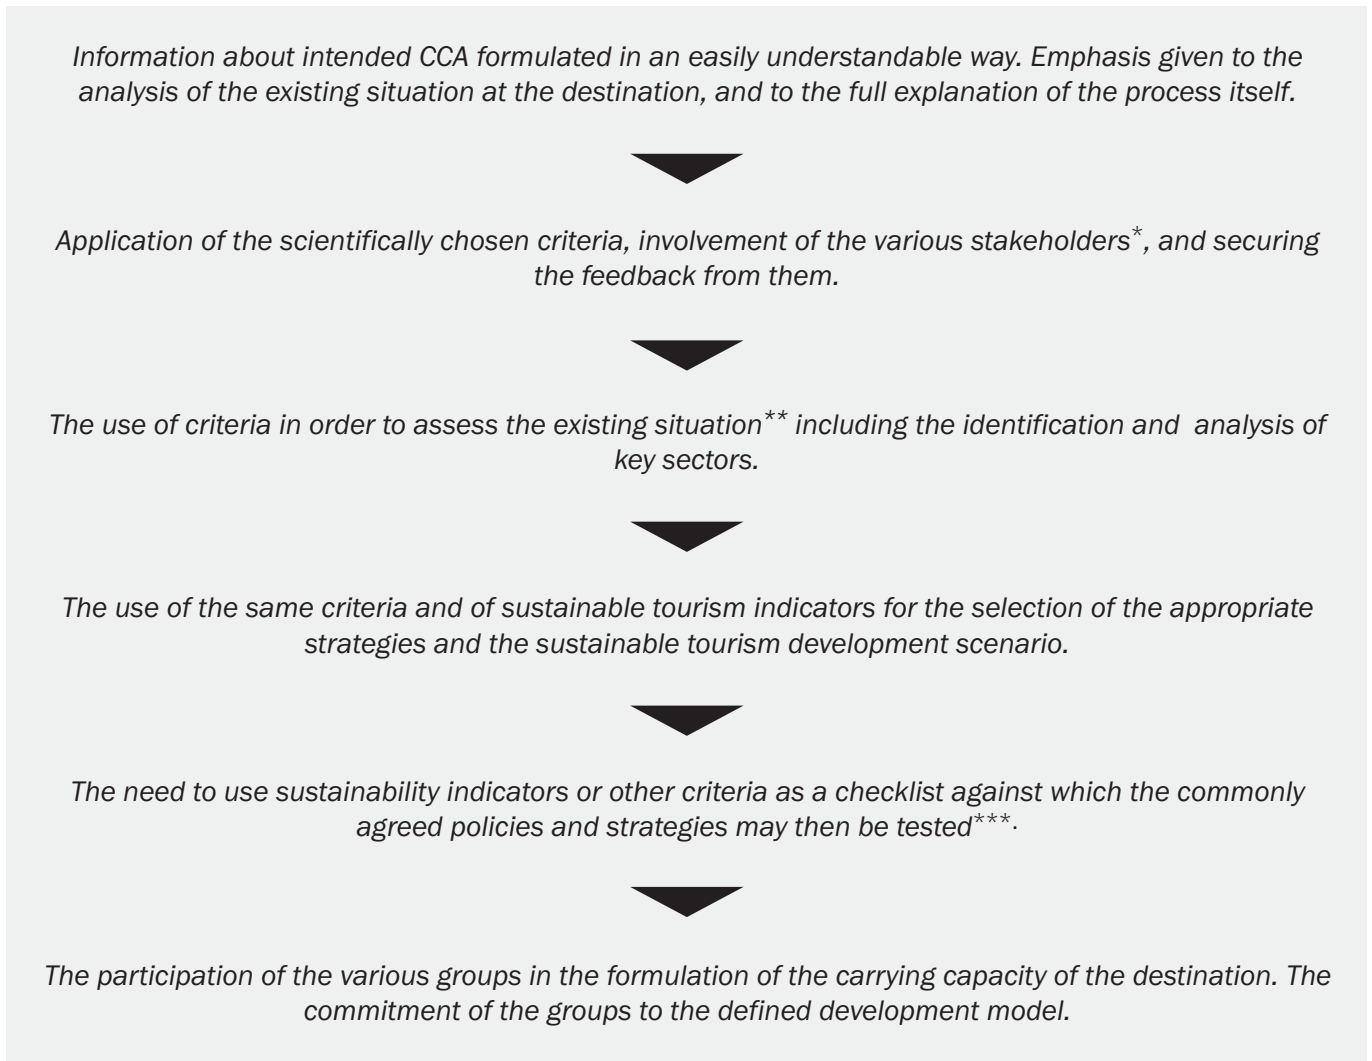 Information about intended CCA formulated in an easily understandable way. Emphasis given to the
analysis of the existing situation at the destination, and to the full explanation of the process itself.
Application of the scientifically chosen criteria, involvement of the various stakeholders*, and securing
the feedback from them.
The use of criteria in order to assess the existing situation** including the identification and  analysis of
key sectors.
The use of the same criteria and of sustainable tourism indicators for the selection of the appropriate
strategies and the sustainable tourism development scenario.
The need to use sustainability indicators or other criteria as a checklist against which the commonly
agreed policies and strategies may then be tested***.
The participation of the various groups in the formulation of the carrying capacity of the destination. The
commitment of the groups to the defined development model.